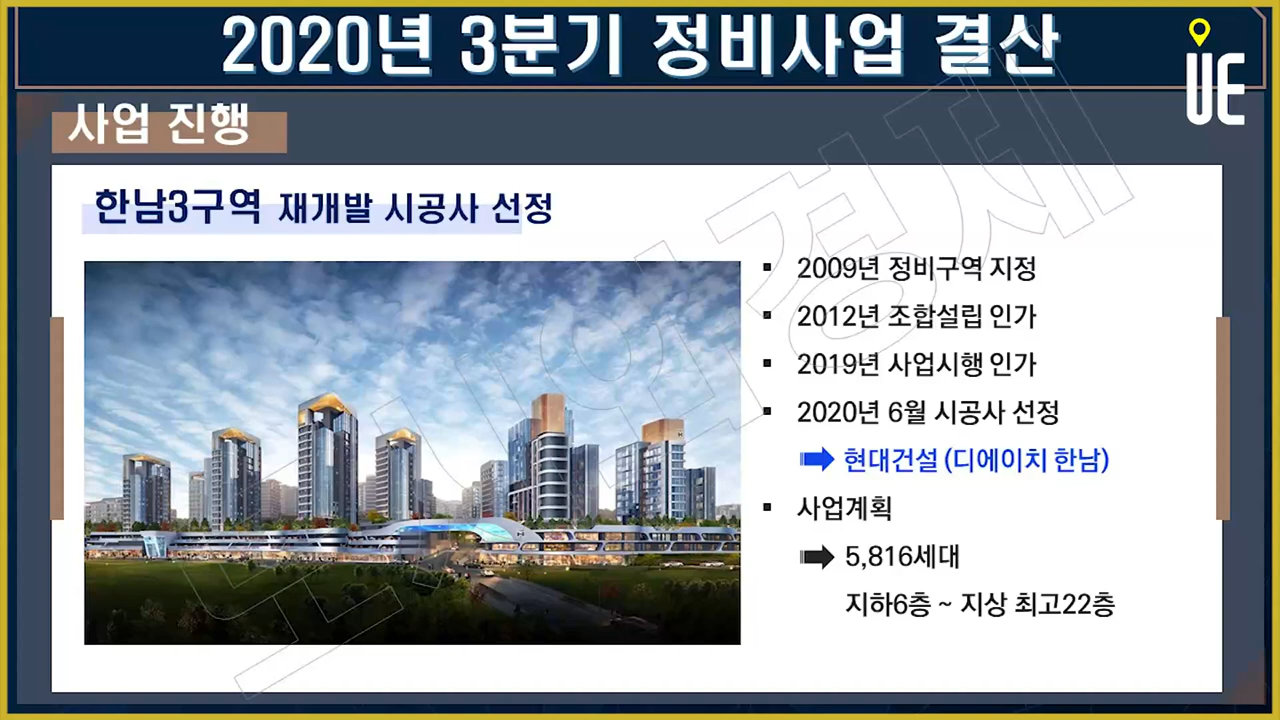 2020년 3분기 정비사업 결산
UE
사업 진행
한남3구역 재개발 시공사 선정
▪ 2009년 정비구역 지정
▪ 2012년 조합설립 인가
▪ 2019년 사업시행 인가
▪ 2020년 6월 시공사 선정
현대건설 (디에이치 한남)
▪ 사업계획
5,816세대
지하6층 ~ 지상 최고22층
도시와경제